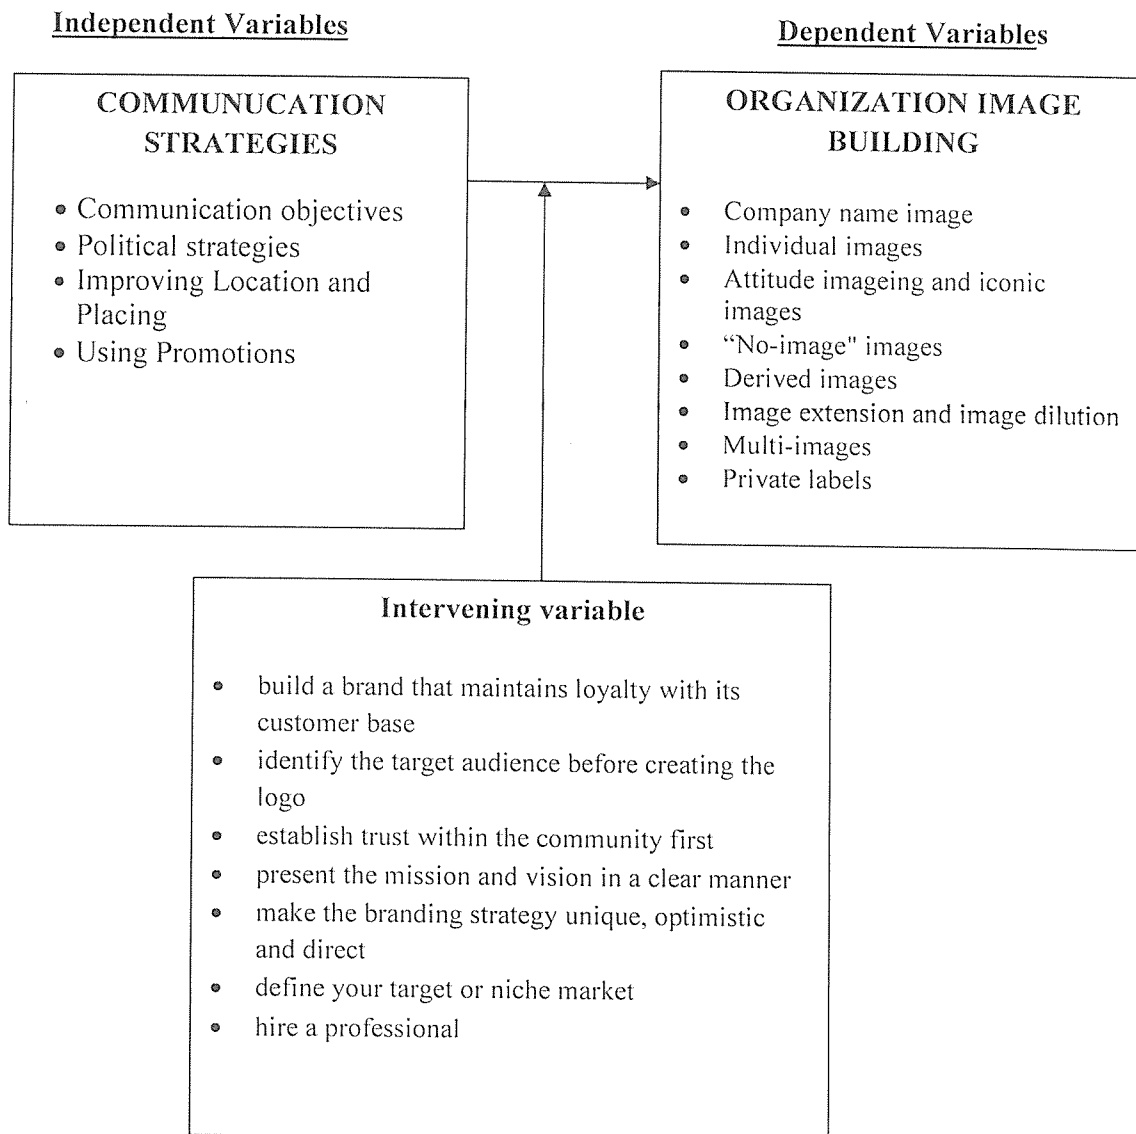 Independent Variables
Dependent Variables
COMMUNUCATION
STRATEGIES
• Communication objectives
• Political strategies
• Improving Location and
Placing
• Using Promotions
ORGANIZATION IMAGE
BUILDING
• Company name image
• Individual images
• Attitude imageing and iconic
images
• “No-image" images
• Derived images
• Image extension and image dilution
• Multi-images
• Private labels
Intervening variable
• build a brand that maintains loyalty with its
customer base
• identify the target audience before creating the
logo
• establish trust within the community first
• present the mission and vision in a clear manner
• make the branding strategy unique, optimistic
and direct
• define your target or niche market
• hire a professional